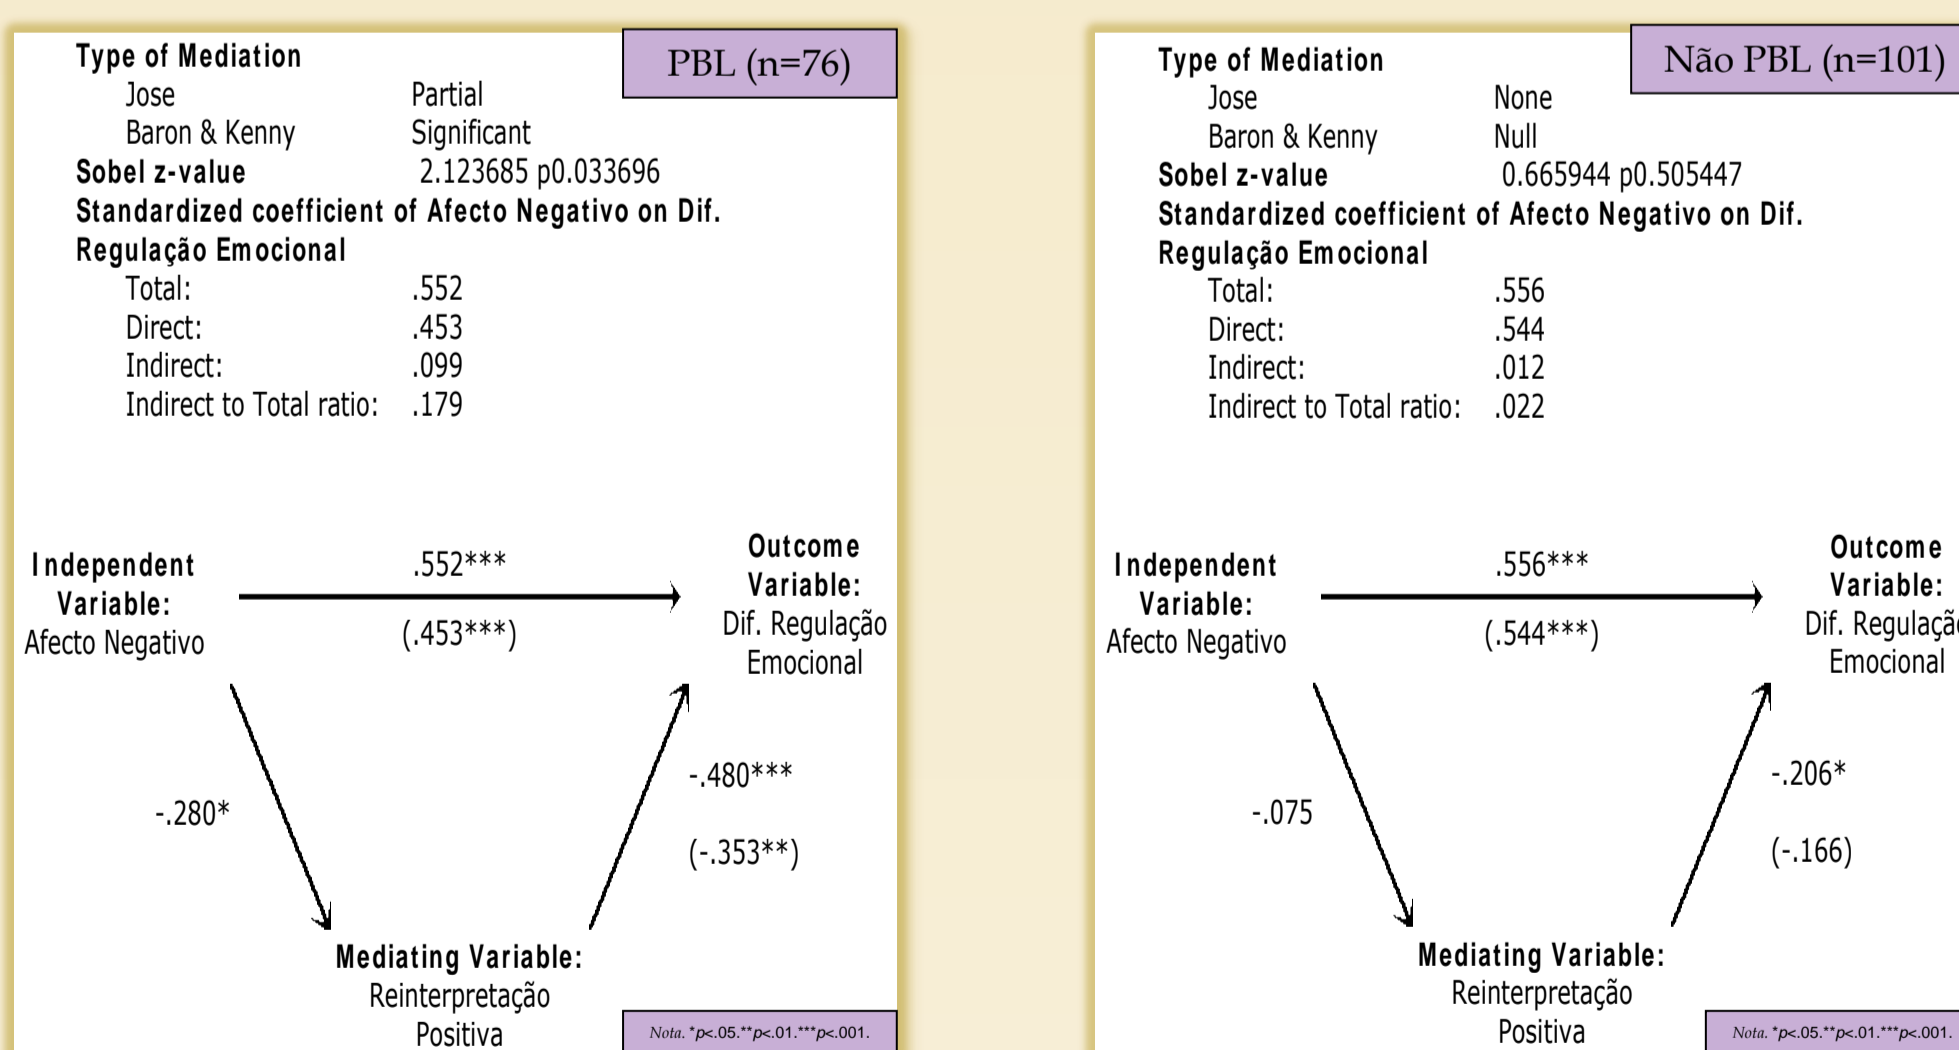 PBL (n=76)
Type of Mediation
Jose Partial
Baron & Kenny Significant
Sobel z-value 2.123685 p0.033696
Standardized coefficient of Afecto Negativo on Dif.
Regulação Emocional
Total: .552
Direct: .453
Indirect: .099
Indirect to Total ratio: .179
Independent
Variable:
Afecto Negativo
.552***
(.453***)
Outcome
Variable:
Dif. Regulação
Emocional
-.280*
-.480***
(-.353**)
Mediating Variable:
Reinterpretação
Positiva
Nota. *p<.05.**p<.01.***p<.001.
Não PBL (n=101)
Type of Mediation
Jose None
Baron & Kenny Null
Sobel z-value 0.665944 p0.505447
Standardized coefficient of Afecto Negativo on Dif.
Regulação Emocional
Total: .556
Direct: .544
Indirect: .012
Indirect to Total ratio: .022
Independent
Variable:
Afecto Negativo
.556***
(.544***)
Outcome
Variable:
Dif. Regulação
Emocional
-.075
-.206*
(-.166)
Mediating Variable:
Reinterpretação
Positiva
Nota. *p<.05.**p<.01.***p<.001.